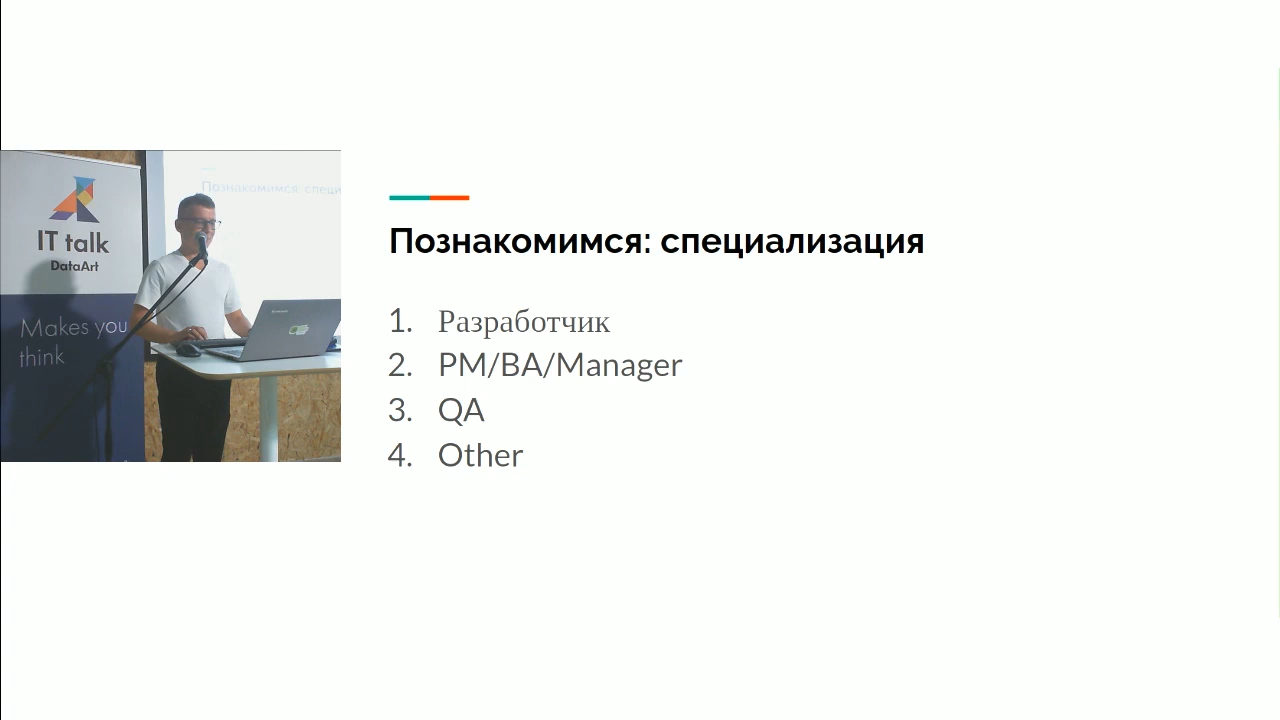 IT talk
DataArt
Makes you
think
Познакомимся: специ
Познакомимся: специализация
1. Разработчик
2. PM/BA/Manager
3. QA
4. Other